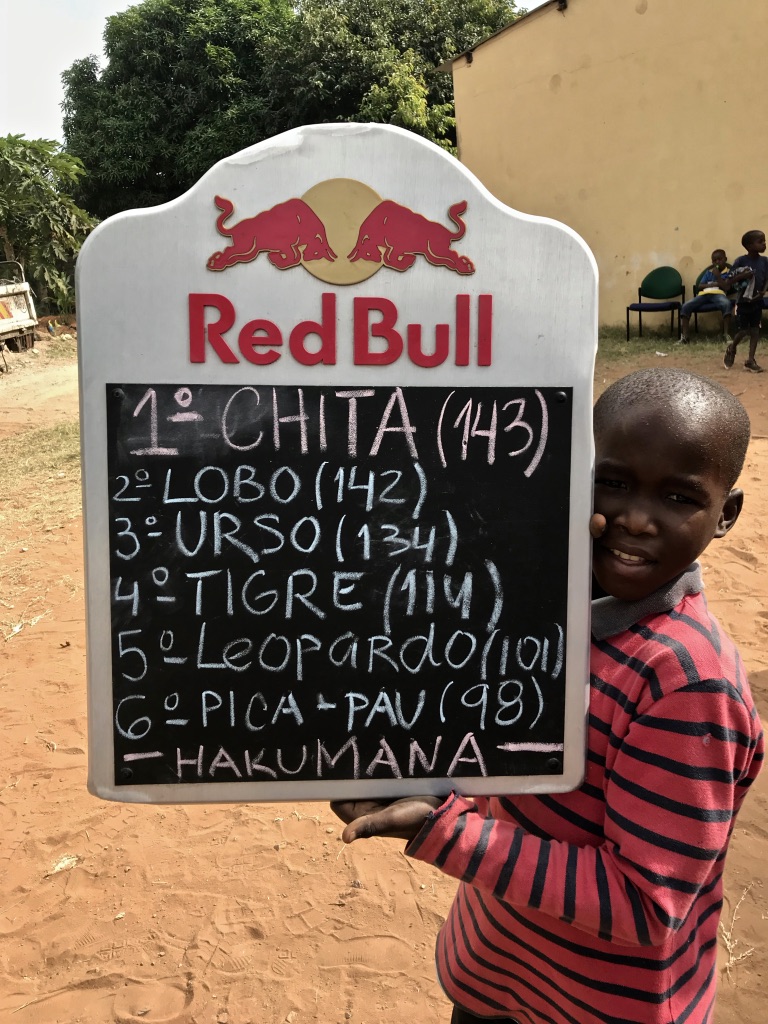 Red Bull
1º CHITA (143)
2º LOBO (142)
3º URSO (134)
4º TIGRE (114)
5º Leopardo (101)
6º PICA-PAU (98)
- HAKUMANA -